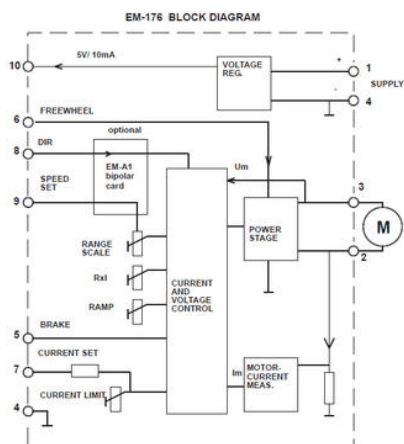 EM-176 BLOCK DIAGRAM
10
5V/ 10mA
VOLTAGE
REG.
+
1
SUPPLY
-
4
6
FREEWHEEL
optional
8
DIR
EM-A1
bipolar
card
SPEED
SET
9
Um
3
POWER
STAGE
M
2
RANGE
SCALE
RxI
RAMP
CURRENT
AND
VOLTAGE
CONTROL
5
BRAKE
7
CURRENT SET
CURRENT LIMIT
4
Im
MOTOR-
CURRENT
MEAS.